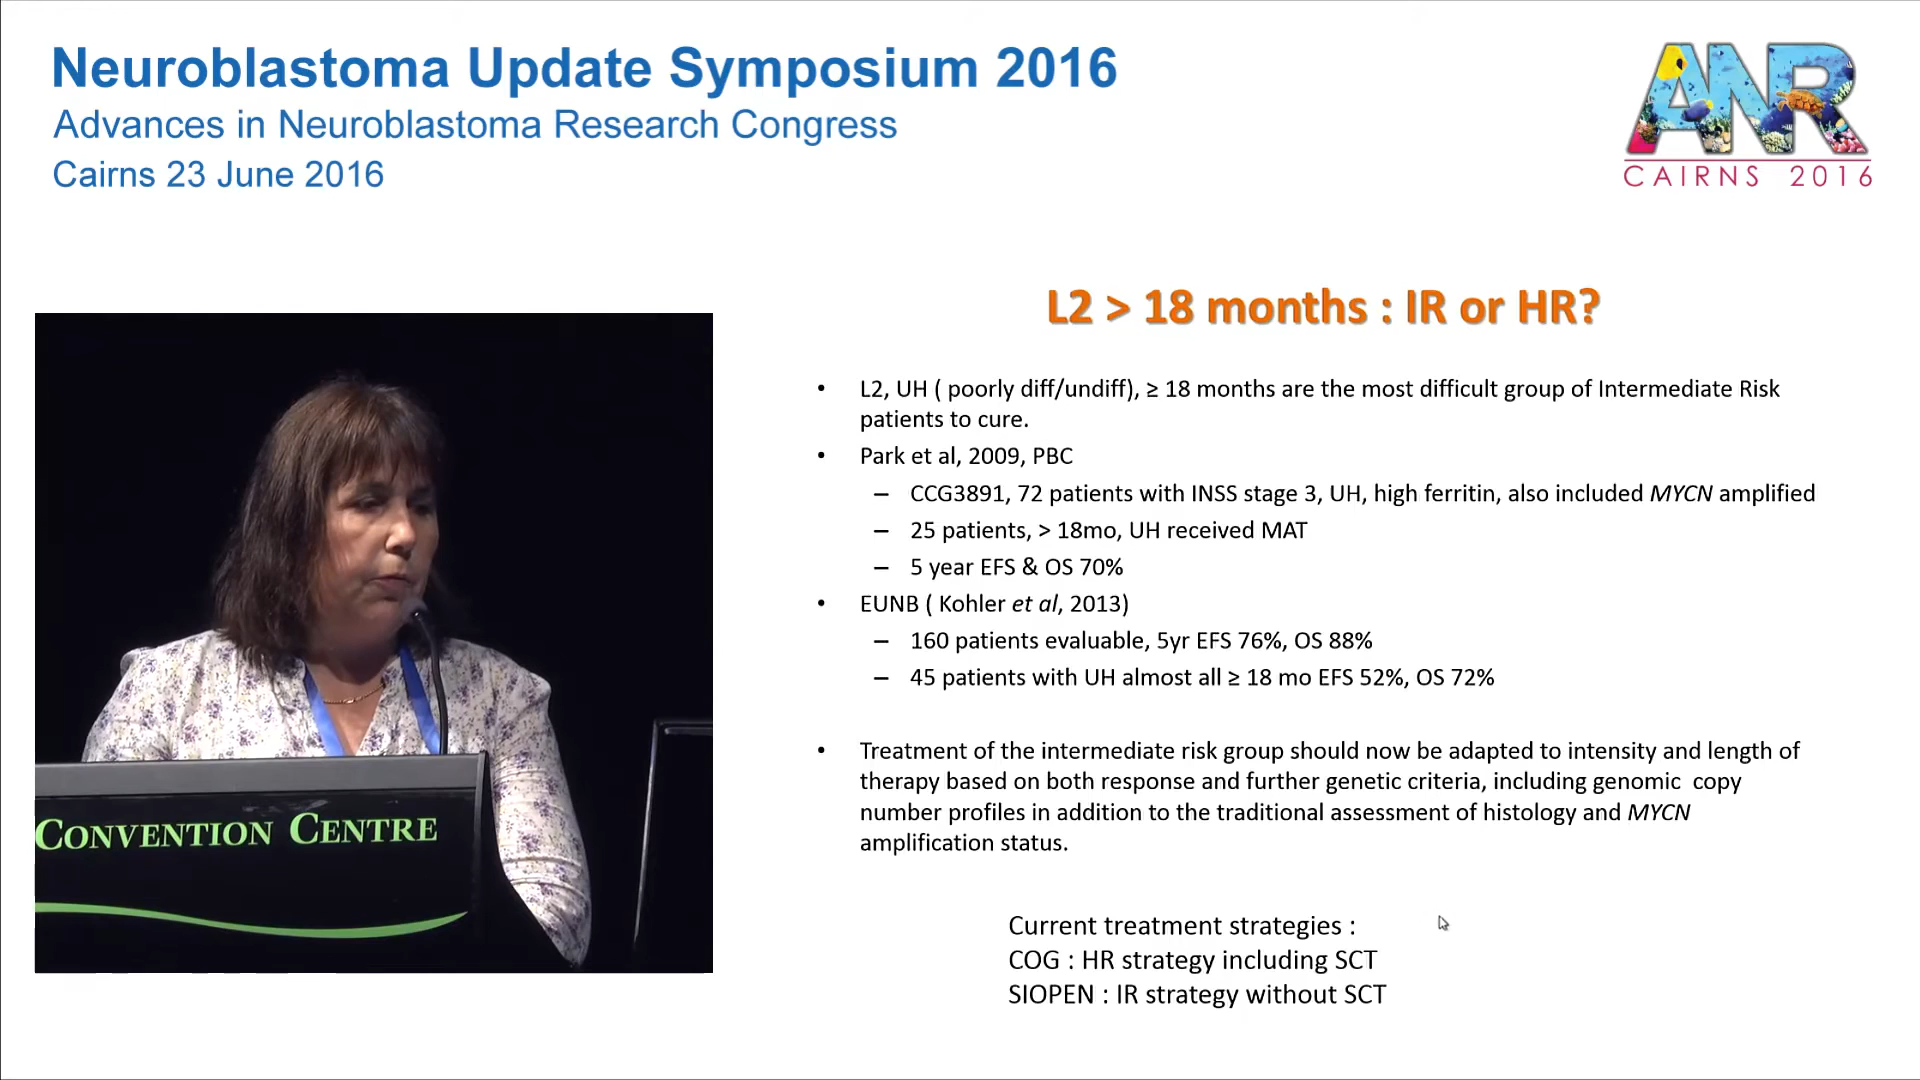 Neuroblastoma Update Symposium 2016
Advances in Neuroblastoma Research Congress
Cairns 23 June 2016
ANR
CAIRNS 2016
L2 > 18 months : IR or HR?
• L2, UH ( poorly diff/undiff), ≥ 18 months are the most difficult group of Intermediate Risk
patients to cure.
• Park et al, 2009, PBC
– CCG3891, 72 patients with INSS stage 3, UH, high ferritin, also included MYCN amplified
– 25 patients, > 18mo, UH received MAT
– 5 year EFS & OS 70%
• EUNB ( Kohler et al, 2013)
– 160 patients evaluable, 5yr EFS 76%, OS 88%
– 45 patients with UH almost all ≥ 18 mo EFS 52%, OS 72%
• Treatment of the intermediate risk group should now be adapted to intensity and length of
therapy based on both response and further genetic criteria, including genomic copy
number profiles in addition to the traditional assessment of histology and MYCN
amplification status.
Current treatment strategies :
COG : HR strategy including SCT
SIOPEN : IR strategy without SCT
CONVENTION CENTRE